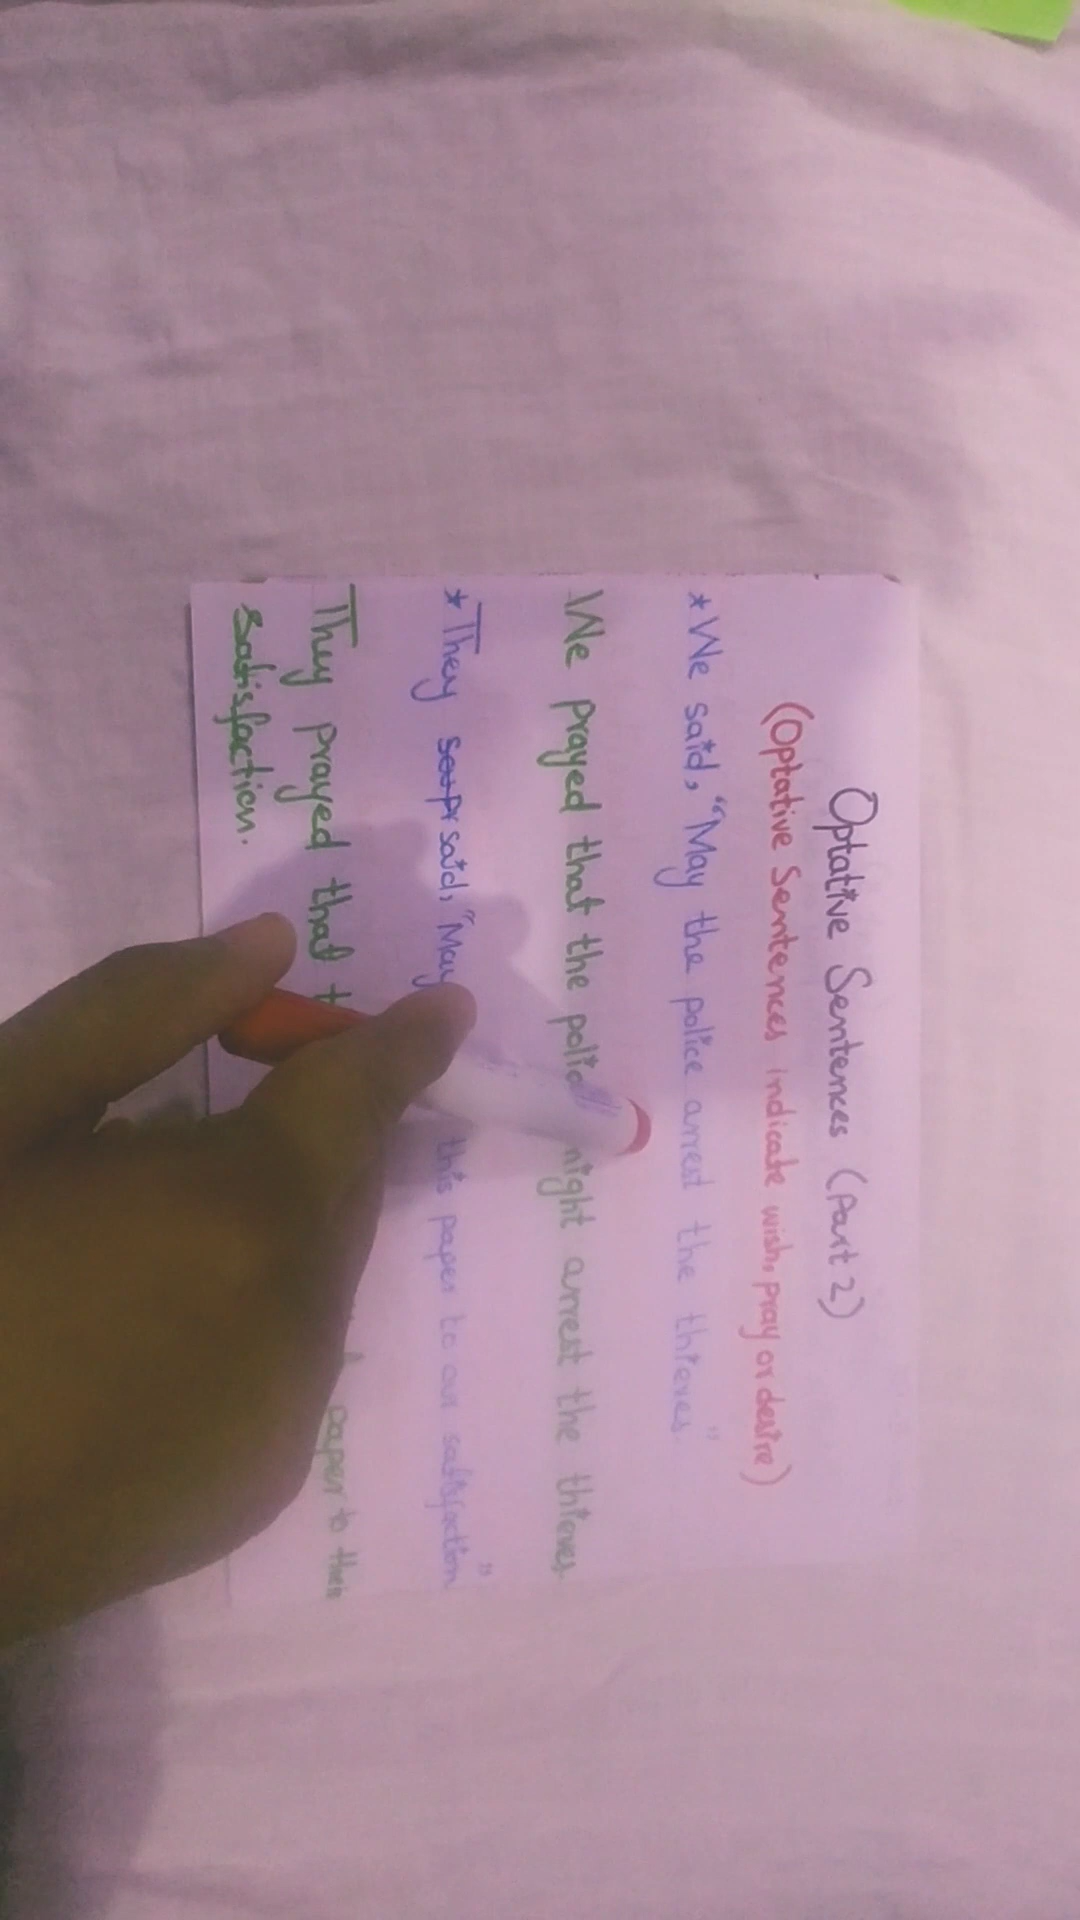 Optative Sentences (part 2)
(Optative Sentences indicate wish, pray or desire)
* We said, "May the police arrest the thieves."
We prayed that the polic might arrest the thieves.
* They said, "May this paper to our satisfaction"
They prayed that paper to their
satisfaction.